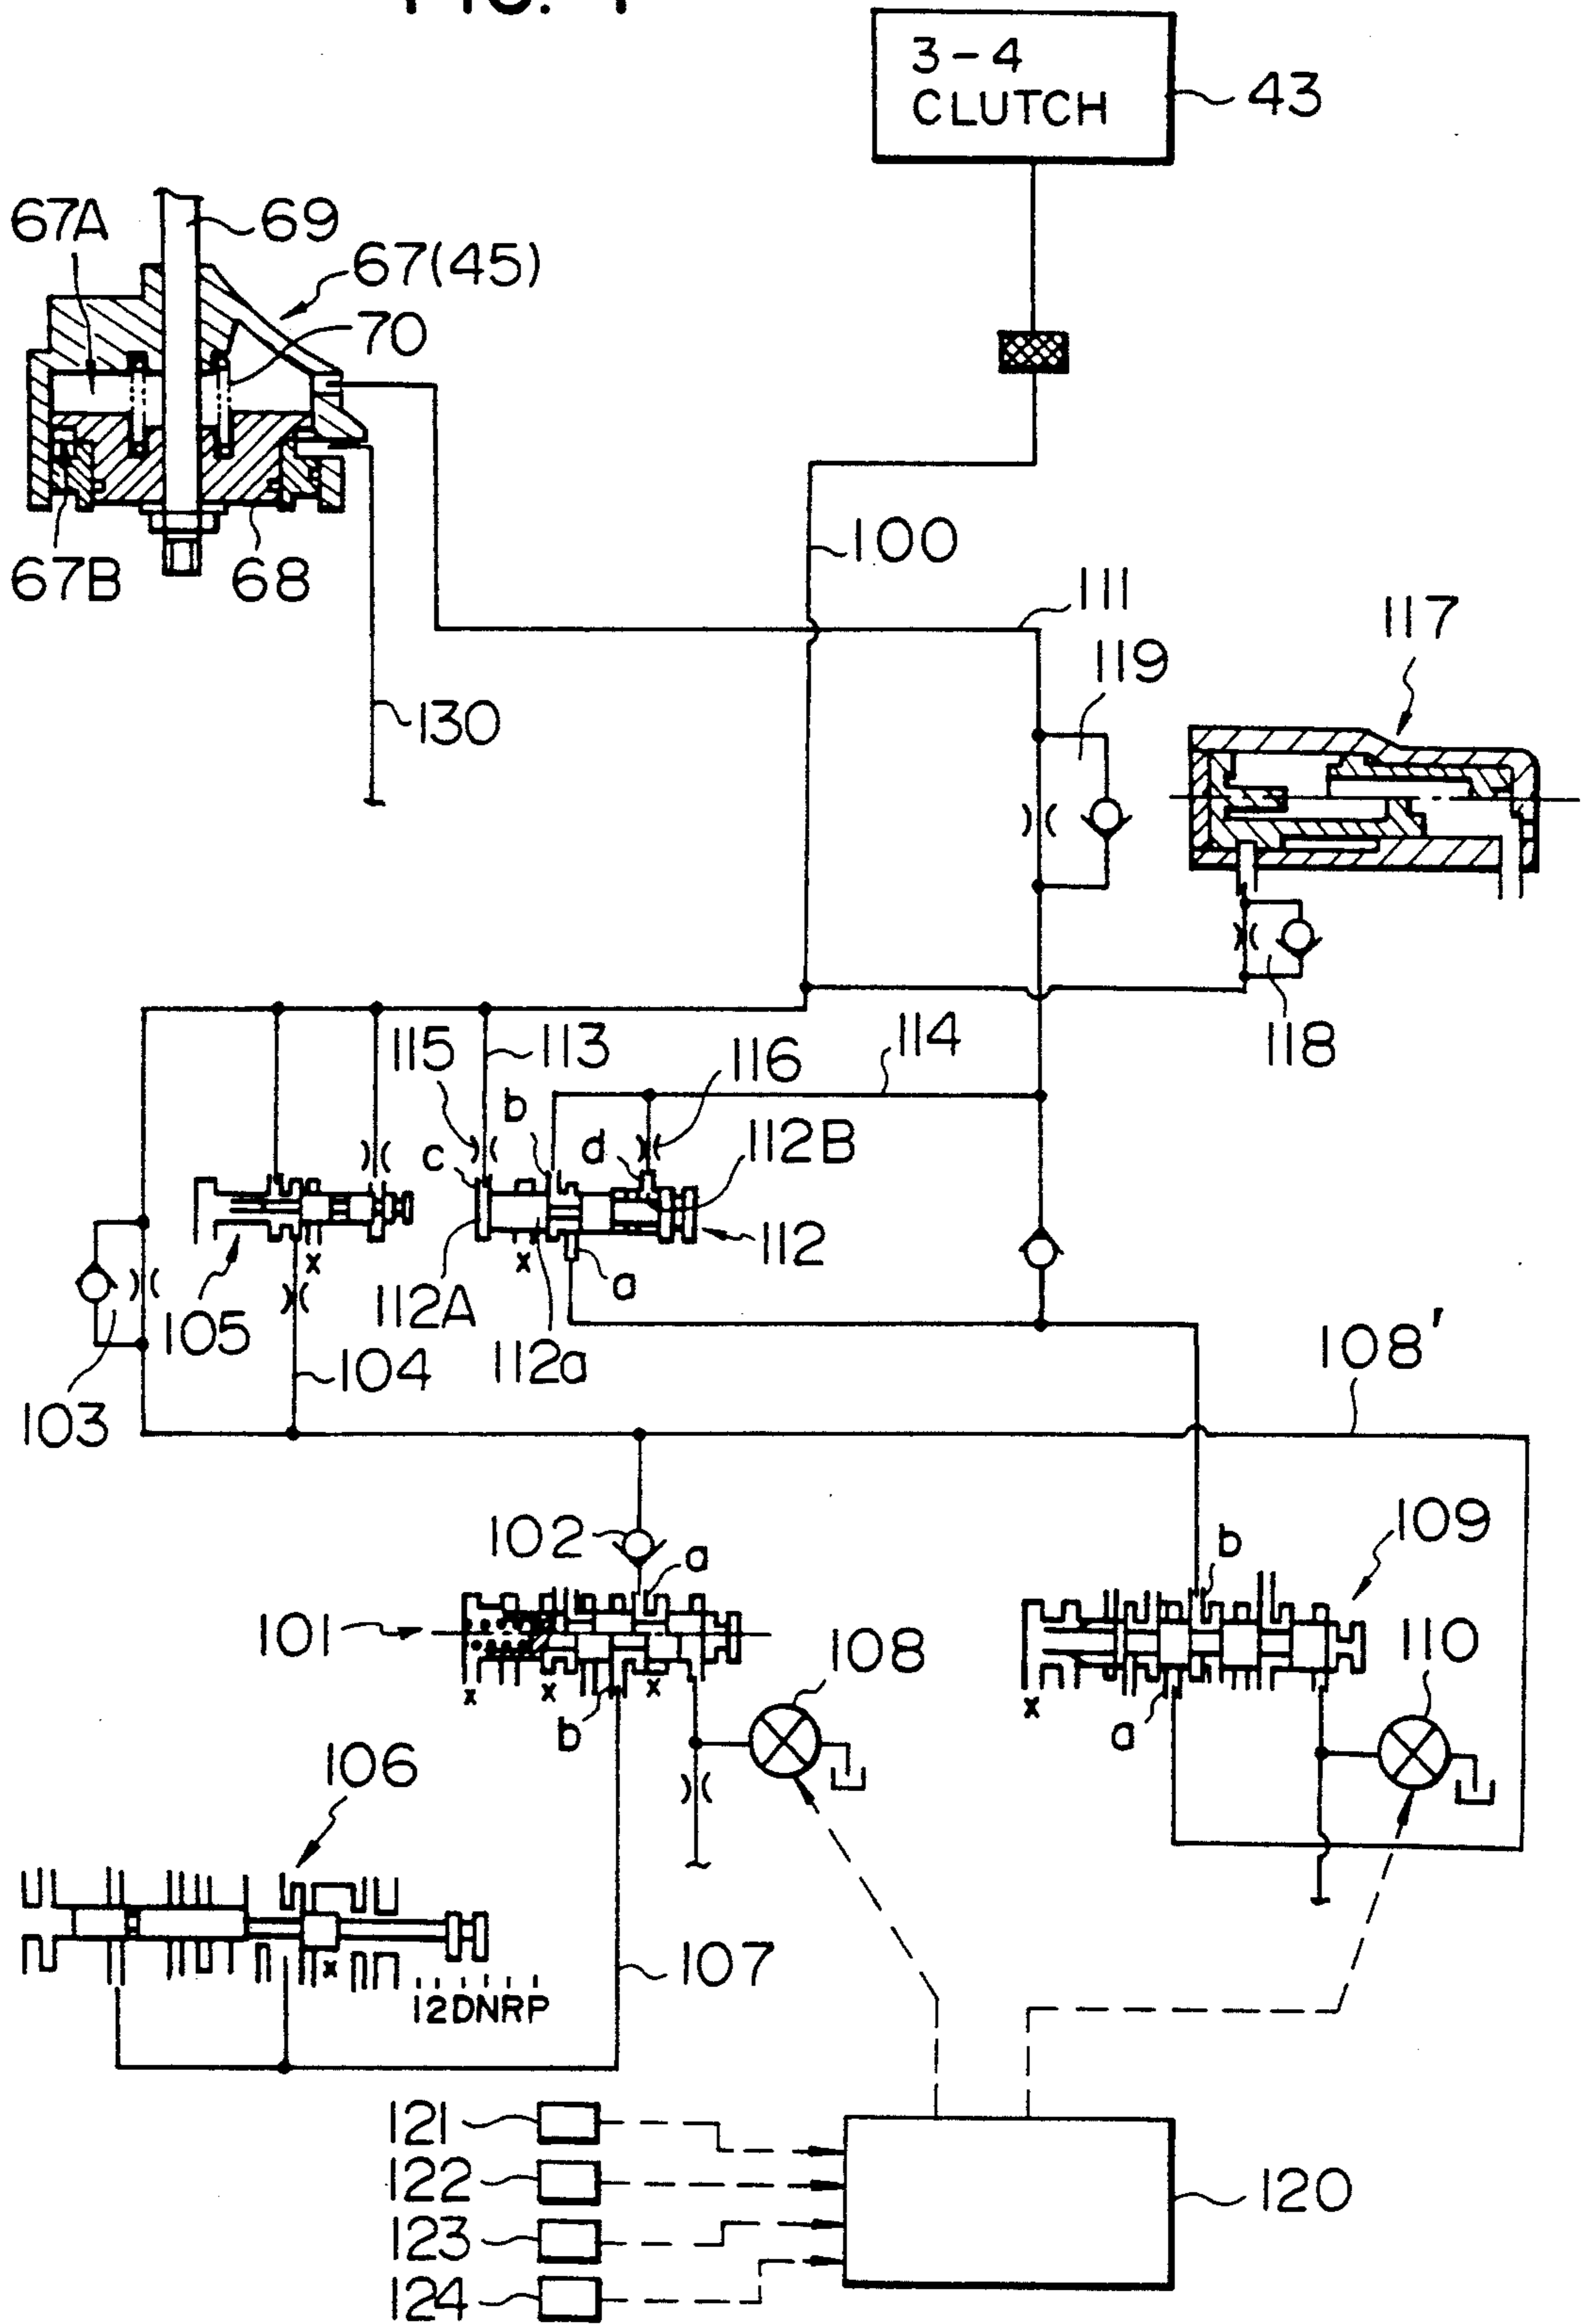 FIG. 4
3-4
CLUTCH
43
67A
69
67(45)
70
67B
68
100
111
117
119
130
118
115
113
114
116
b
c
d
112B
112
x
a
112A
112a
105
x
104
103
108'
102
a
109
b
101
108
110
x
x
x
b
x
a
106
107
x
12DNRP
121
122
123
124
120